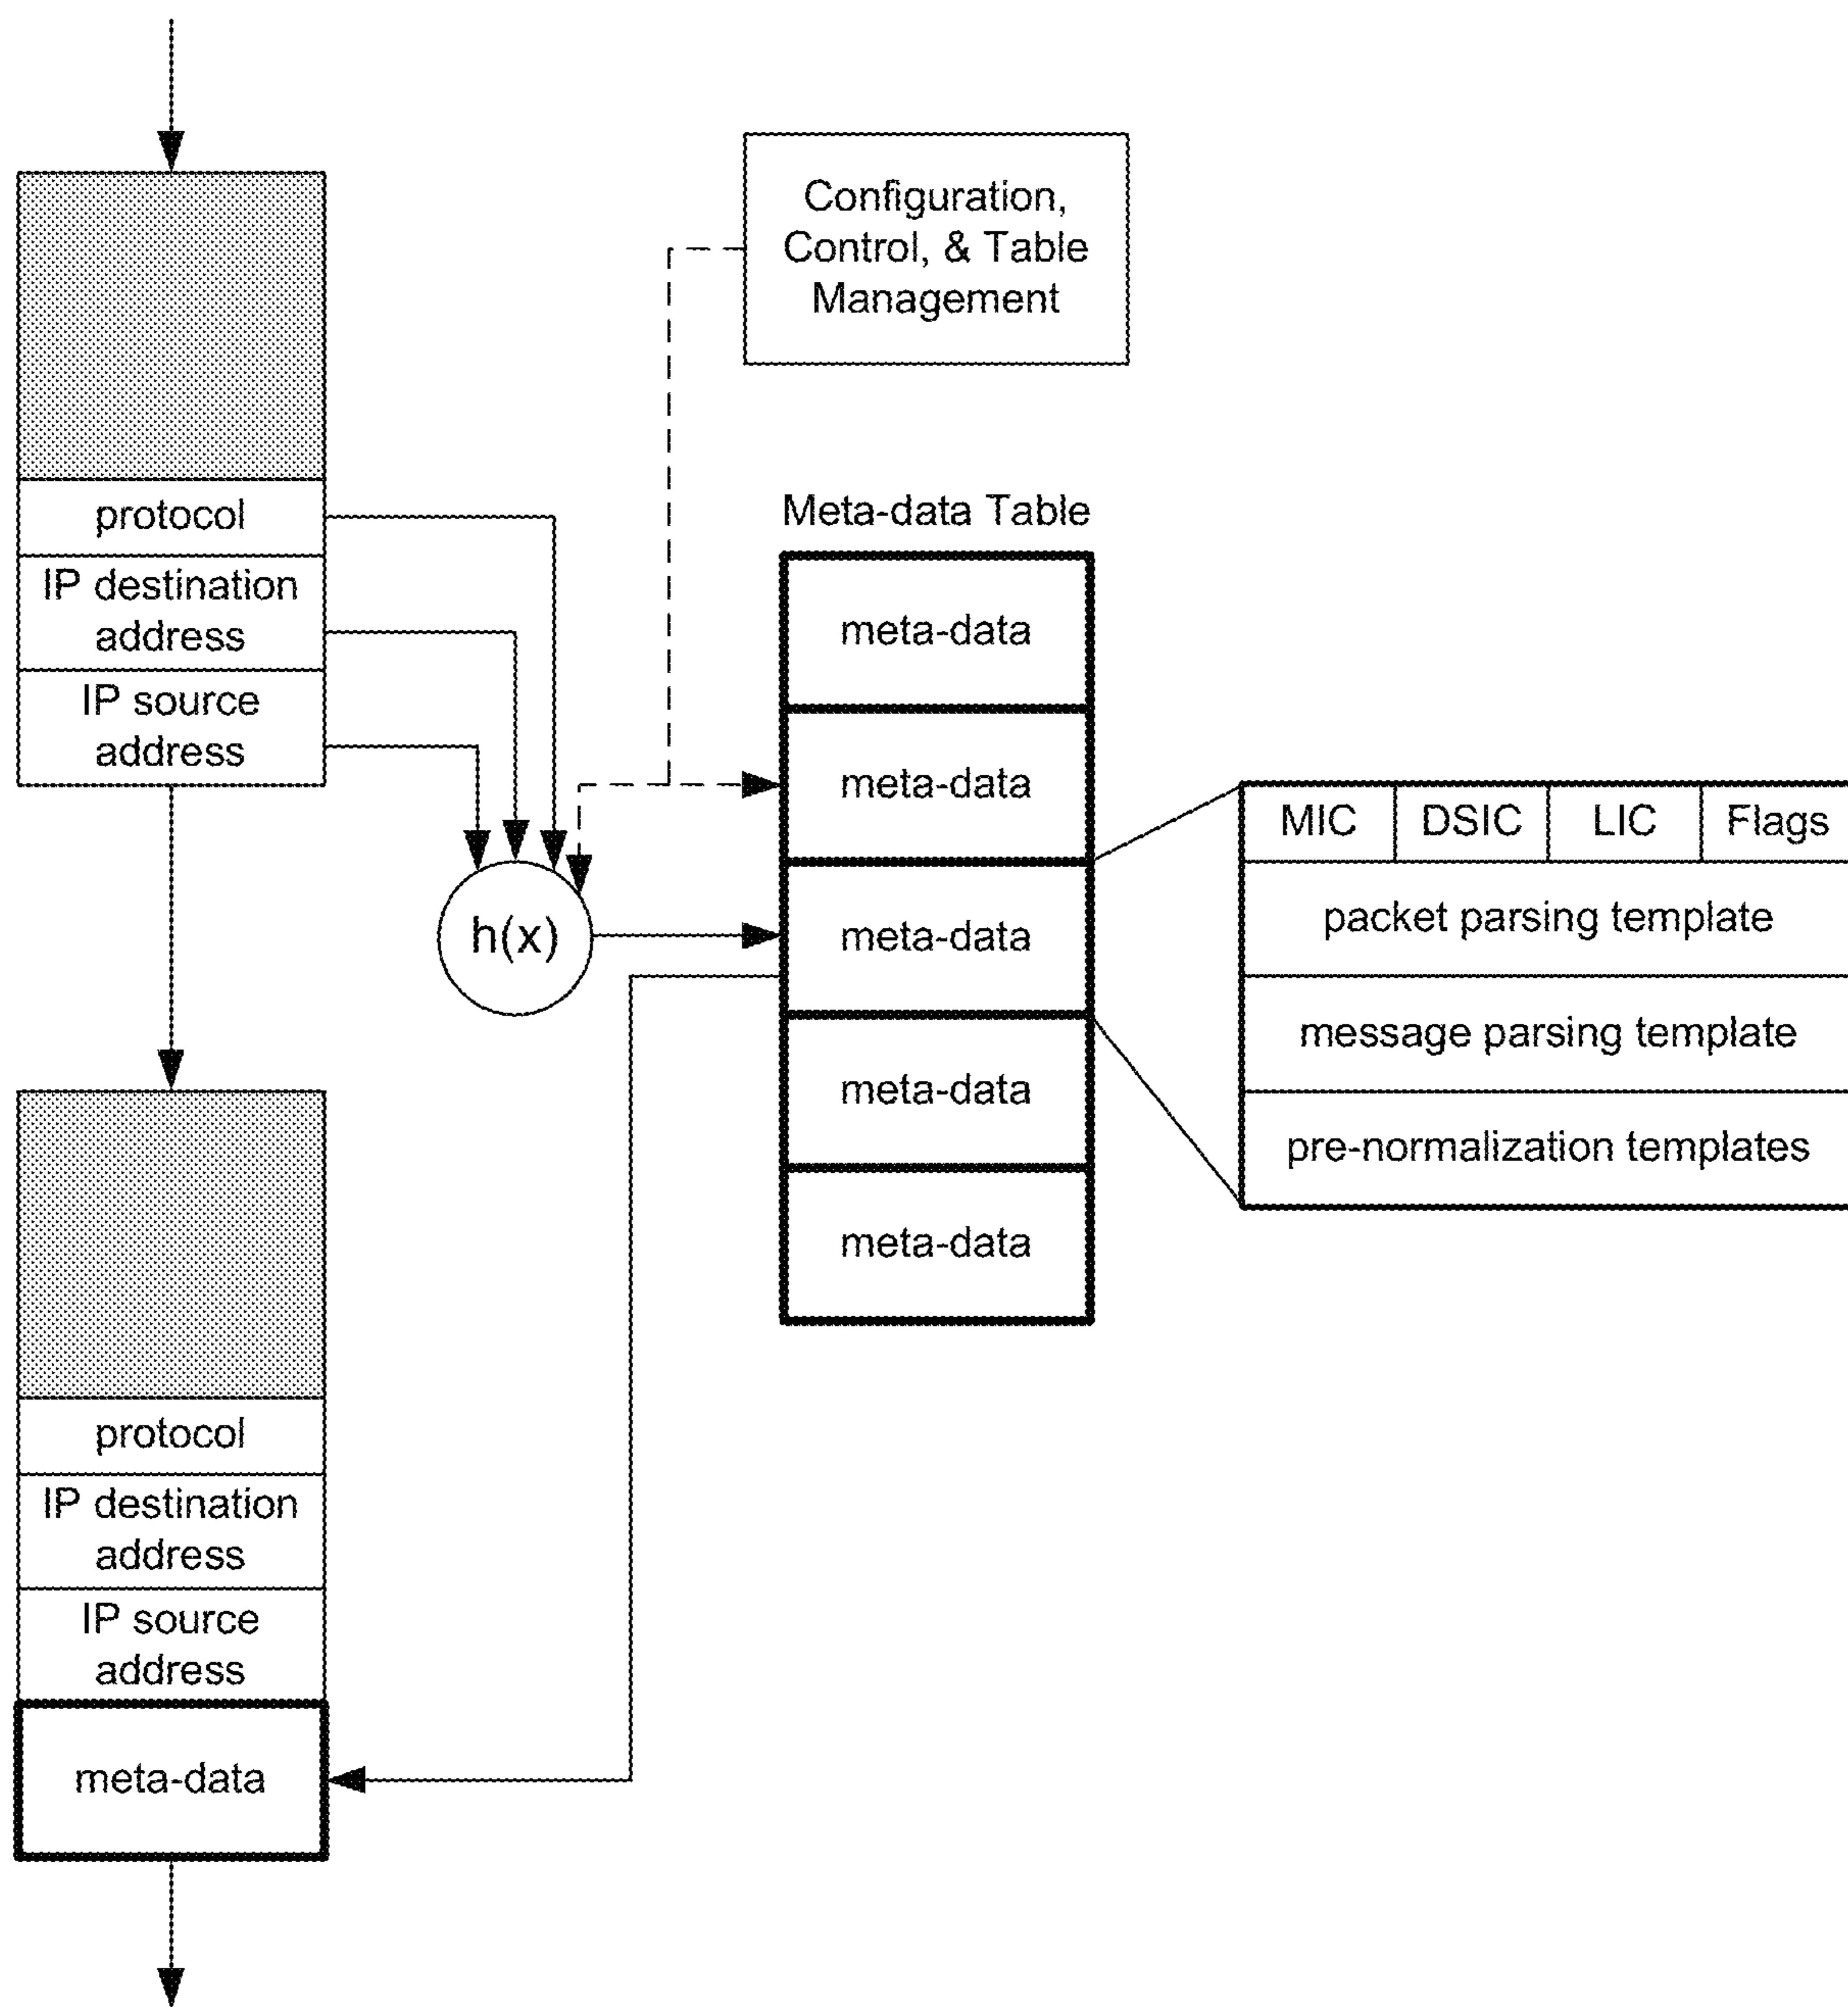 Configuration,
Control, & Table
Management
protocol
IP destination
address
IP source
address
h(x)
Meta-data Table
meta-data
meta-data
meta-data
meta-data
meta-data
MIC DSIC LIC Flags
packet parsing template
message parsing template
pre-normalization templates
protocol
IP destination
address
IP source
address
meta-data